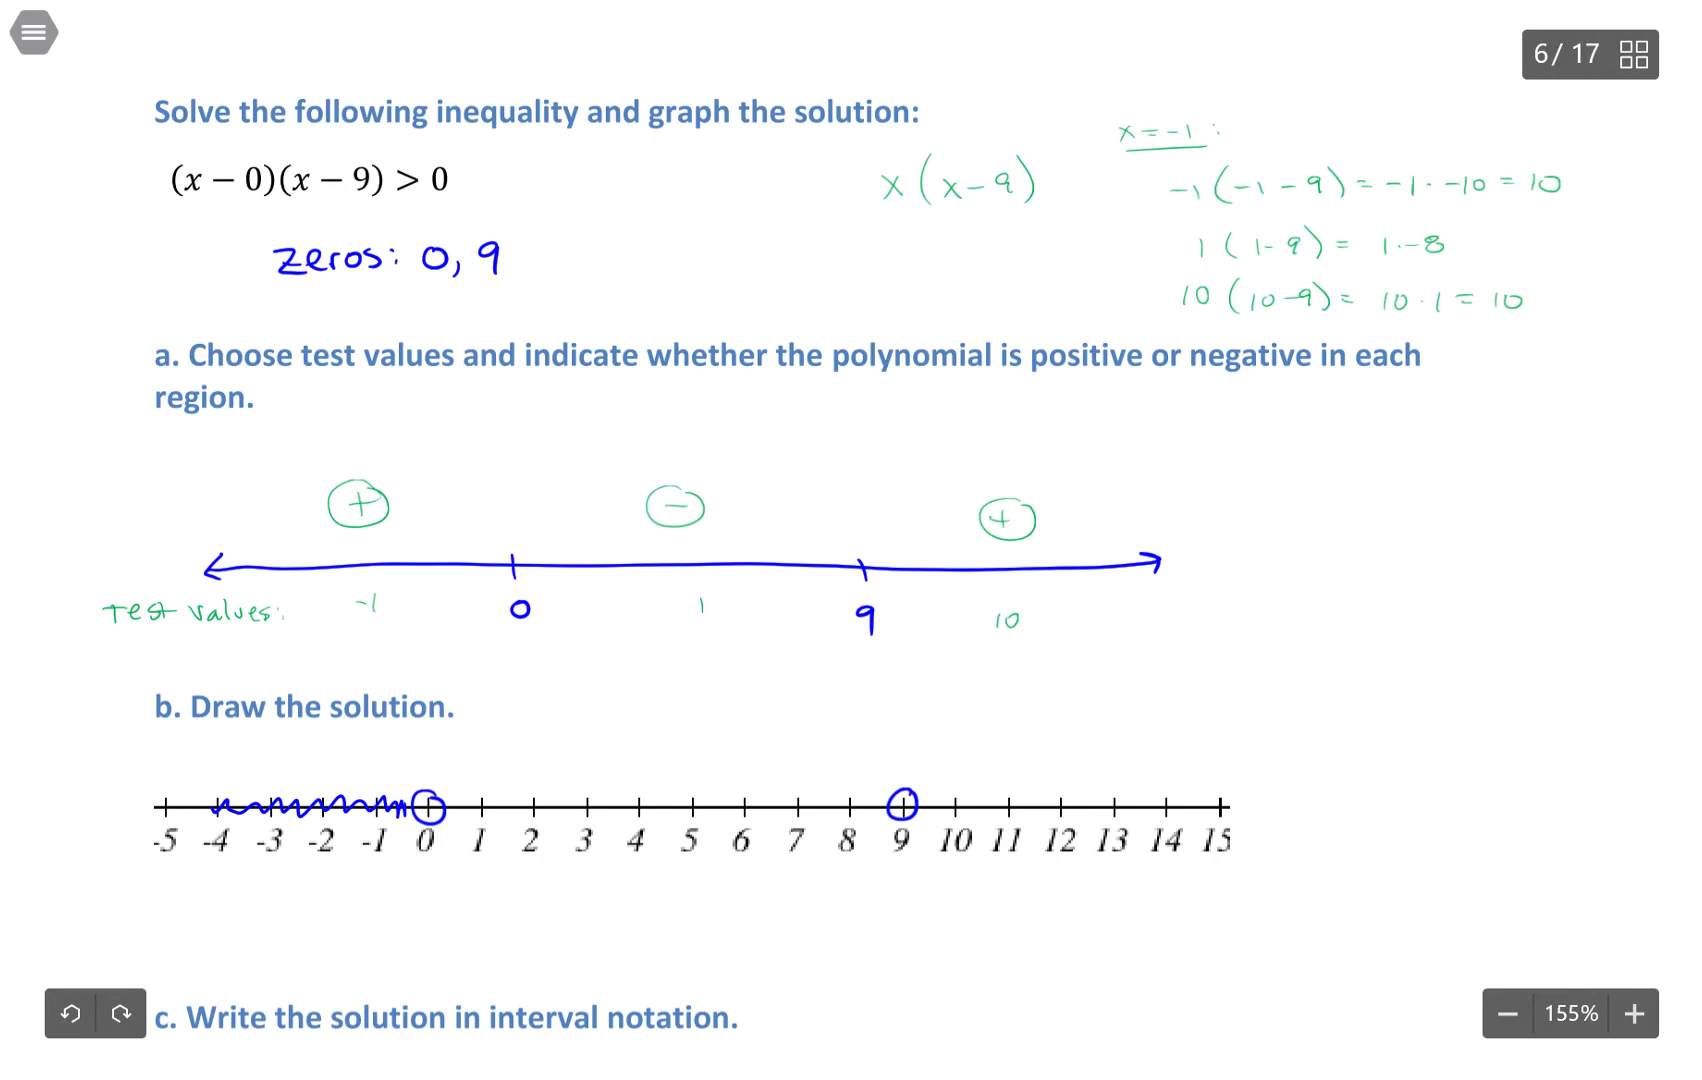 6 / 17
Solve the following inequality and graph the solution:
(x − 0)(x − 9) > 0
zeros: 0, 9
x (x - 9)
x = -1 :
-1 (-1 - 9) = -1 · -10 = 10
1 (1 - 9) = 1 · -8
10 (10 - 9) = 10 · 1 = 10
a. Choose test values and indicate whether the polynomial is positive or negative in each
region.
+ − +
Test values: -1 0 1 9 10
b. Draw the solution.
-5 -4 -3 -2 -1 0 1 2 3 4 5 6 7 8 9 10 11 12 13 14 15
c. Write the solution in interval notation.
− 155% +